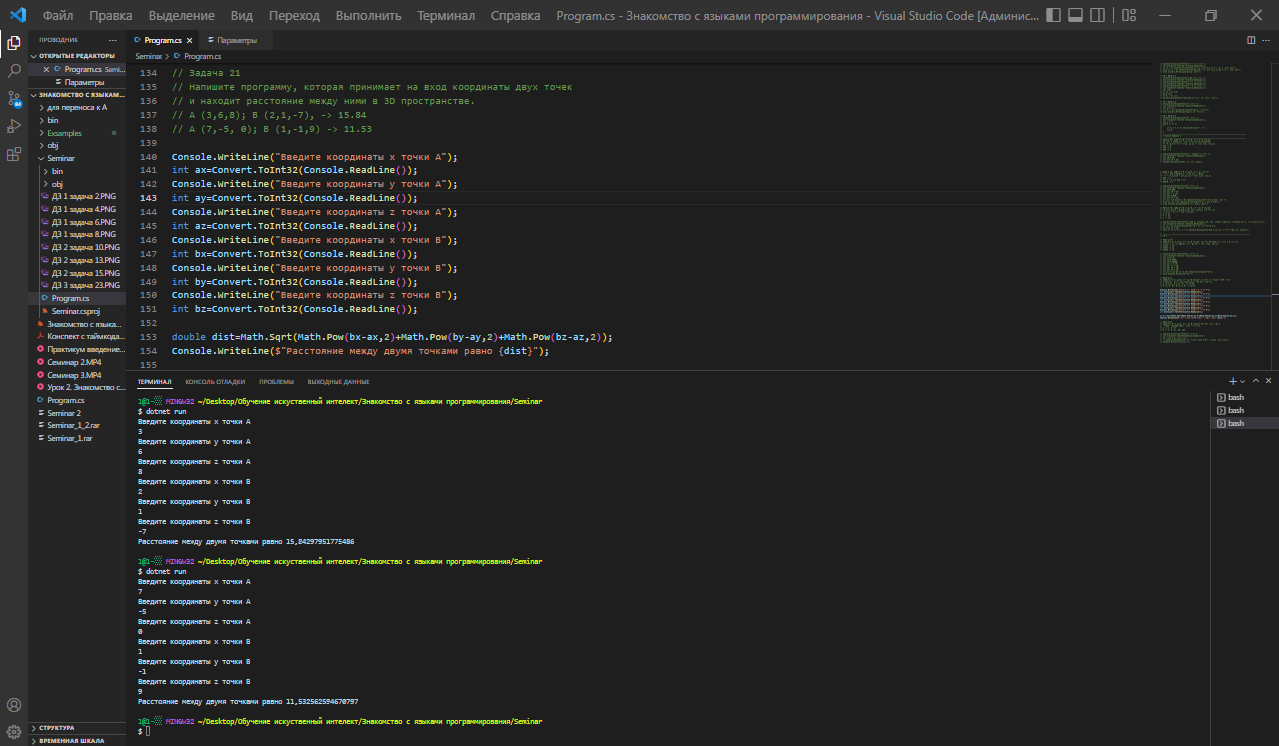 Файл Правка Выделение Вид Переход Выполнить Терминал Справка Program.cs - Знакомство с языками программирования - Visual Studio Code [Админис...
ПРОВОДНИК ...
ОТКРЫТЫЕ РЕДАКТОРЫ
Program.cs Semi...
Параметры
ЗНАКОМСТВО С ЯЗЫКАМ...
для переноса к А
bin
Exsamples
obj
Seminar
bin
obj
ДЗ 1 задача 2.PNG
ДЗ 1 задача 4.PNG
ДЗ 1 задача 6.PNG
ДЗ 1 задача 8.PNG
ДЗ 2 задача 10.PNG
ДЗ 2 задача 13.PNG
ДЗ 2 задача 15.PNG
ДЗ 3 задача 23.PNG
Program.cs
Seminar.csproj
Знакомство с языка...
Конспект с таймкода...
Практикум введение...
Семинар 2.MP4
Семинар 3.MP4
Урок 2. Знакомство с...
Program.cs
Seminar 2
Seminar_1_2.rar
Seminar_1.rar
СТРУКТУРА
ВРЕМЕННАЯ ШКАЛА
84
Program.cs Параметры
Seminar > Program.cs
134 // Задача 21
135 // Напишите программу, которая принимает на вход координаты двух точек
136 // и находит расстояние между ними в 3D пространстве.
137 // A (3,6,8); B (2,1,-7), -> 15.84
138 // A (7,-5, 0); B (1,-1,9) -> 11.53
139
140 Console.WriteLine("Введите координаты x точки A");
141 int ax=Convert.ToInt32(Console.ReadLine());
142 Console.WriteLine("Введите координаты y точки A");
143 int ay=Convert.ToInt32(Console.ReadLine());
144 Console.WriteLine("Введите координаты z точки A");
145 int az=Convert.ToInt32(Console.ReadLine());
146 Console.WriteLine("Введите координаты x точки B");
147 int bx=Convert.ToInt32(Console.ReadLine());
148 Console.WriteLine("Введите координаты y точки B");
149 int by=Convert.ToInt32(Console.ReadLine());
150 Console.WriteLine("Введите координаты z точки B");
151 int bz=Convert.ToInt32(Console.ReadLine());
152
153 double dist=Math.Sqrt(Math.Pow(bx-ax,2)+Math.Pow(by-ay,2)+Math.Pow(bz-az,2));
154 Console.WriteLine($"Расстояние между двумя точками равно {dist}");
155
ТЕРМИНАЛ КОНСОЛЬ ОТЛАДКИ ПРОБЛЕМЫ ВЫХОДНЫЕ ДАННЫЕ
1@1-▒▒ MINGW32 ~/Desktop/Обучение искуственный интелект/Знакомство с языками программирования/Seminar
$ dotnet run
Введите координаты x точки A
3
Введите координаты y точки A
6
Введите координаты z точки A
8
Введите координаты x точки B
2
Введите координаты y точки B
1
Введите координаты z точки B
-7
Расстояние между двумя точками равно 15,84297951775486
1@1-▒▒ MINGW32 ~/Desktop/Обучение искуственный интелект/Знакомство с языками программирования/Seminar
$ dotnet run
Введите координаты x точки A
7
Введите координаты y точки A
-5
Введите координаты z точки A
0
Введите координаты x точки B
1
Введите координаты y точки B
-1
Введите координаты z точки B
9
Расстояние между двумя точками равно 11,532562594670797
1@1-▒▒ MINGW32 ~/Desktop/Обучение искуственный интелект/Знакомство с языками программирования/Seminar
$
bash
bash
bash